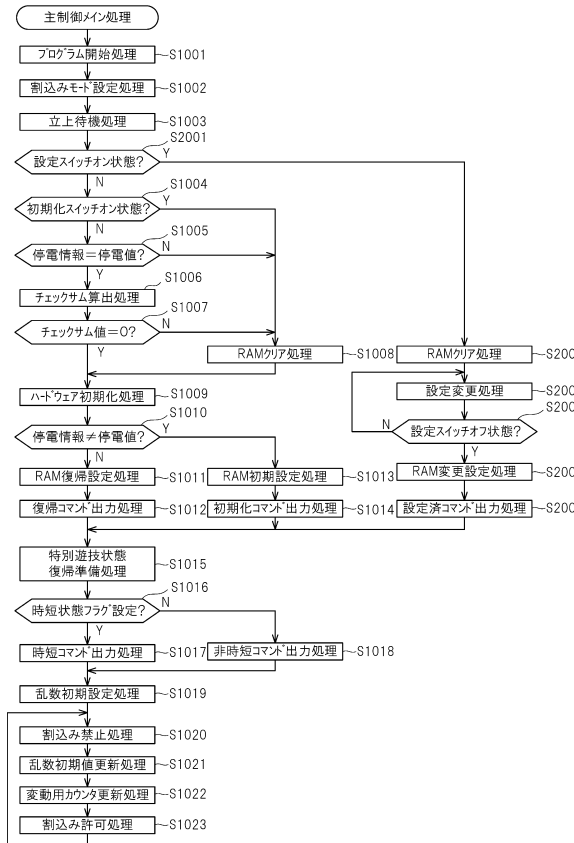 主制御メイン処理
プログラム開始処理 S1001
割込みモード設定処理 S1002
立上待機処理 S1003
S2001
設定スイッチオン状態? Y
N S1004
初期化スイッチオン状態? Y
N S1005
停電情報=停電値? N
Y S1006
チェックサム算出処理
S1007
チェックサム値=0? N
Y
RAMクリア処理 S1008 RAMクリア処理 S200
ハードウェア初期化処理 S1009
設定変更処理 S200
S1010 S200
停電情報≠停電値? Y N 設定スイッチオフ状態?
N Y
RAM復帰設定処理 S1011 RAM初期設定処理 S1013 RAM変更設定処理 S200
復帰コマンド出力処理 S1012 初期化コマンド出力処理 S1014 設定済コマンド出力処理 S200
特別遊技状態
復帰準備処理 S1015
S1016
時短状態フラグ設定? N
Y
時短コマンド出力処理 S1017 非時短コマンド出力処理 S1018
乱数初期設定処理 S1019
割込み禁止処理 S1020
乱数初期値更新処理 S1021
変動用カウンタ更新処理 S1022
割込み許可処理 S1023